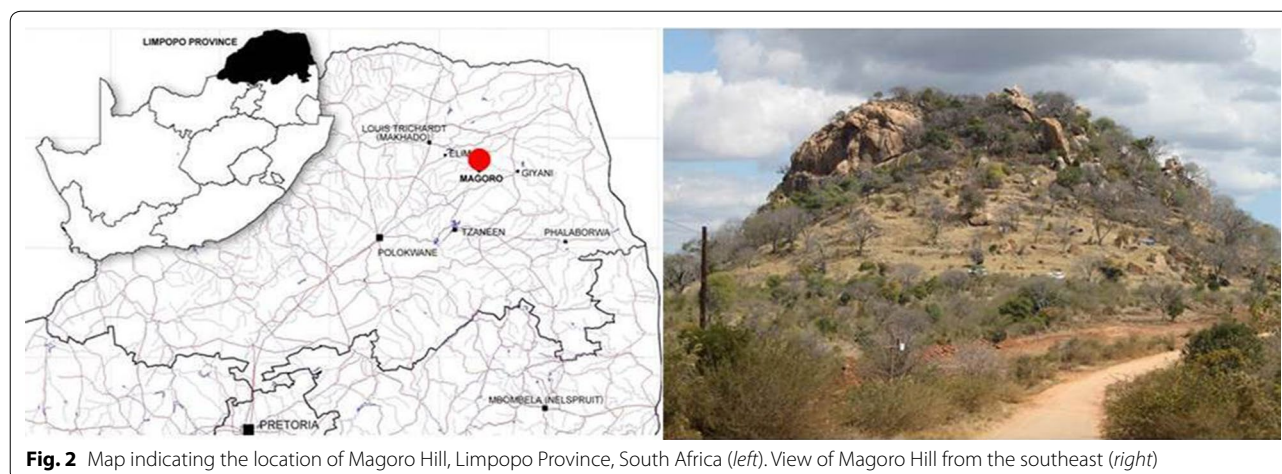 LIMPOPO PROVINCE
LOUIS TRICHARDT
(MAKHADO)
ELIM
MAGORO
GIYANI
TZANEEN
PHALABORWA
POLOKWANE
MBOMBELA (NELSPRUIT)
PRETORIA
Fig. 2 Map indicating the location of Magoro Hill, Limpopo Province, South Africa (left). View of Magoro Hill from the southeast (right)